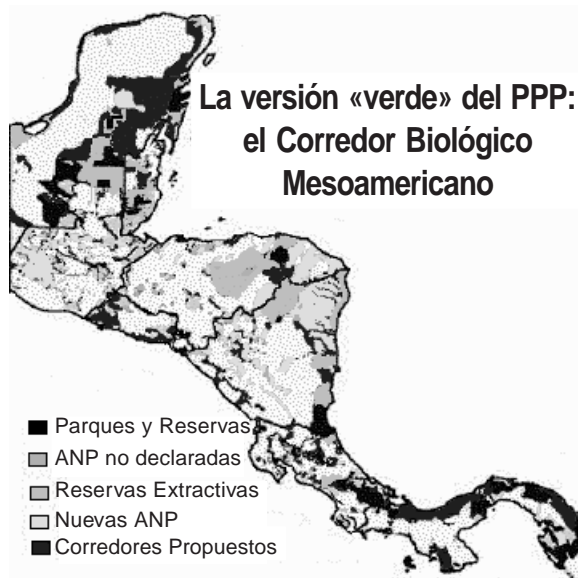 La versión «verde» del PPP:
el Corredor Biológico
Mesoamericano
Parques y Reservas
ANP no declaradas
Reservas Extractivas
Nuevas ANP
Corredores Propuestos